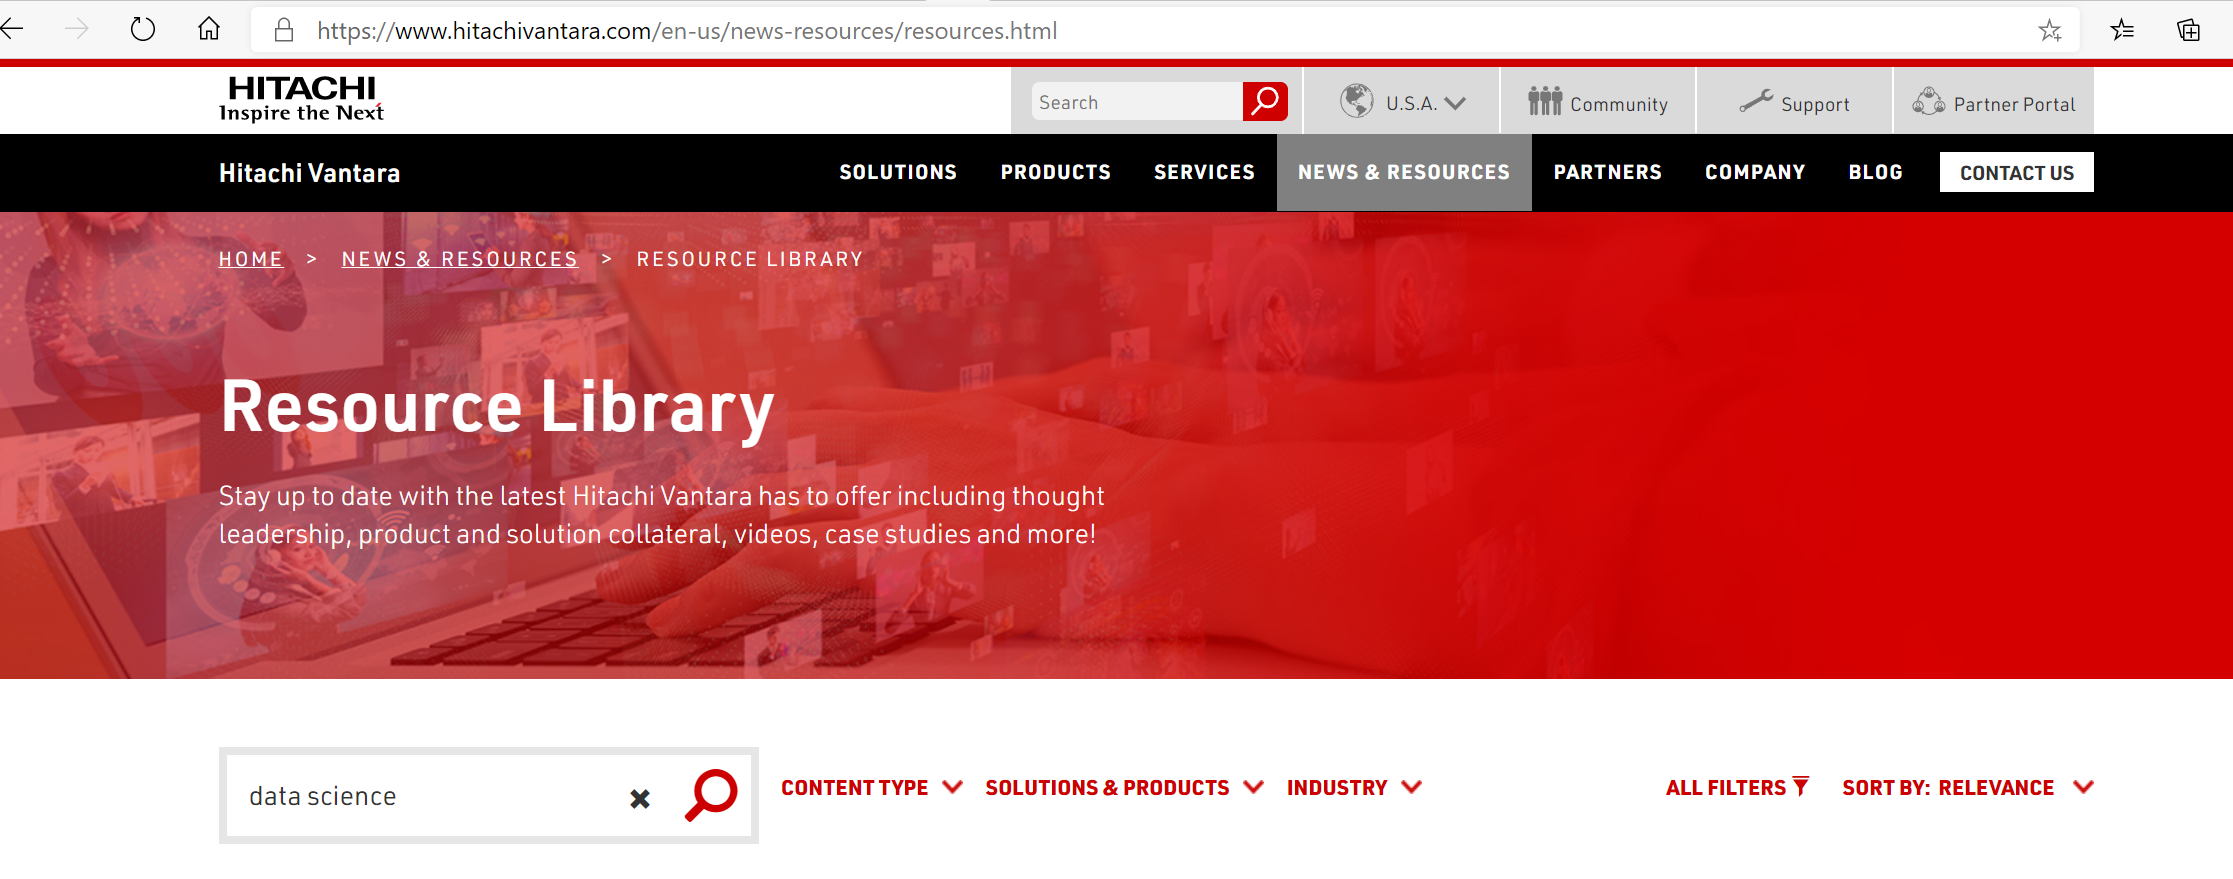 https://www.hitachivantara.com/en-us/news-resources/resources.html
HITACHI
Inspire the Next
Search
U.S.A.
Community
Support
Partner Portal
Hitachi Vantara
SOLUTIONS
PRODUCTS
SERVICES
NEWS & RESOURCES
PARTNERS
COMPANY
BLOG
CONTACT US
HOME > NEWS & RESOURCES > RESOURCE LIBRARY
Resource Library
Stay up to date with the latest Hitachi Vantara has to offer including thought
leadership, product and solution collateral, videos, case studies and more!
data science
CONTENT TYPE
SOLUTIONS & PRODUCTS
INDUSTRY
ALL FILTERS
SORT BY: RELEVANCE